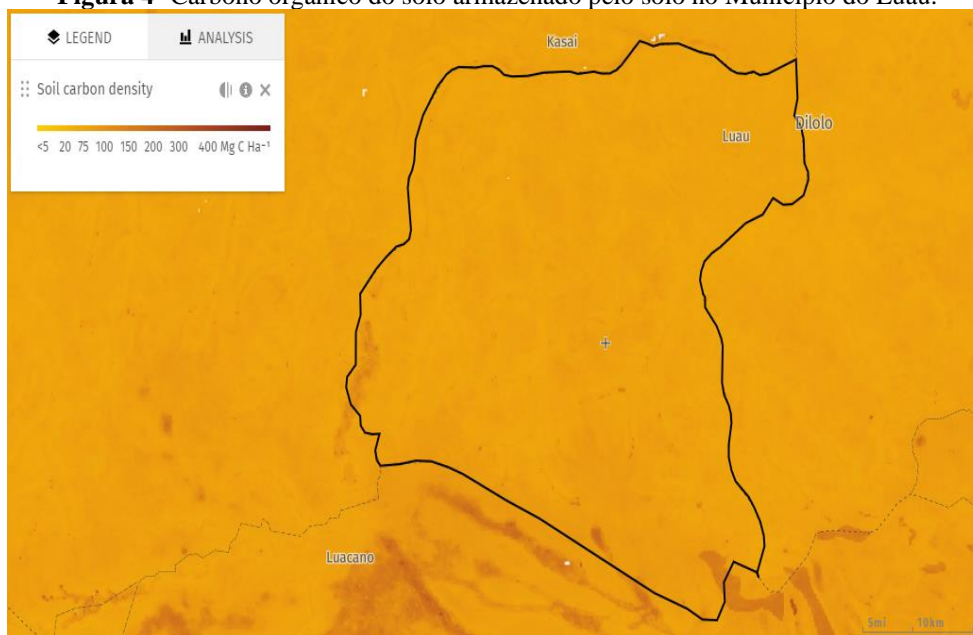 Figura 4- Carbono orgânico do solo armazenado pelo solo no Município do Luau.
LEGEND
ANALYSIS
Soil carbon density
<5 20 75 100 150 200 300 400 Mg C Ha⁻¹
Kasai
Luau
Dilolo
Luacano
5mi 10km